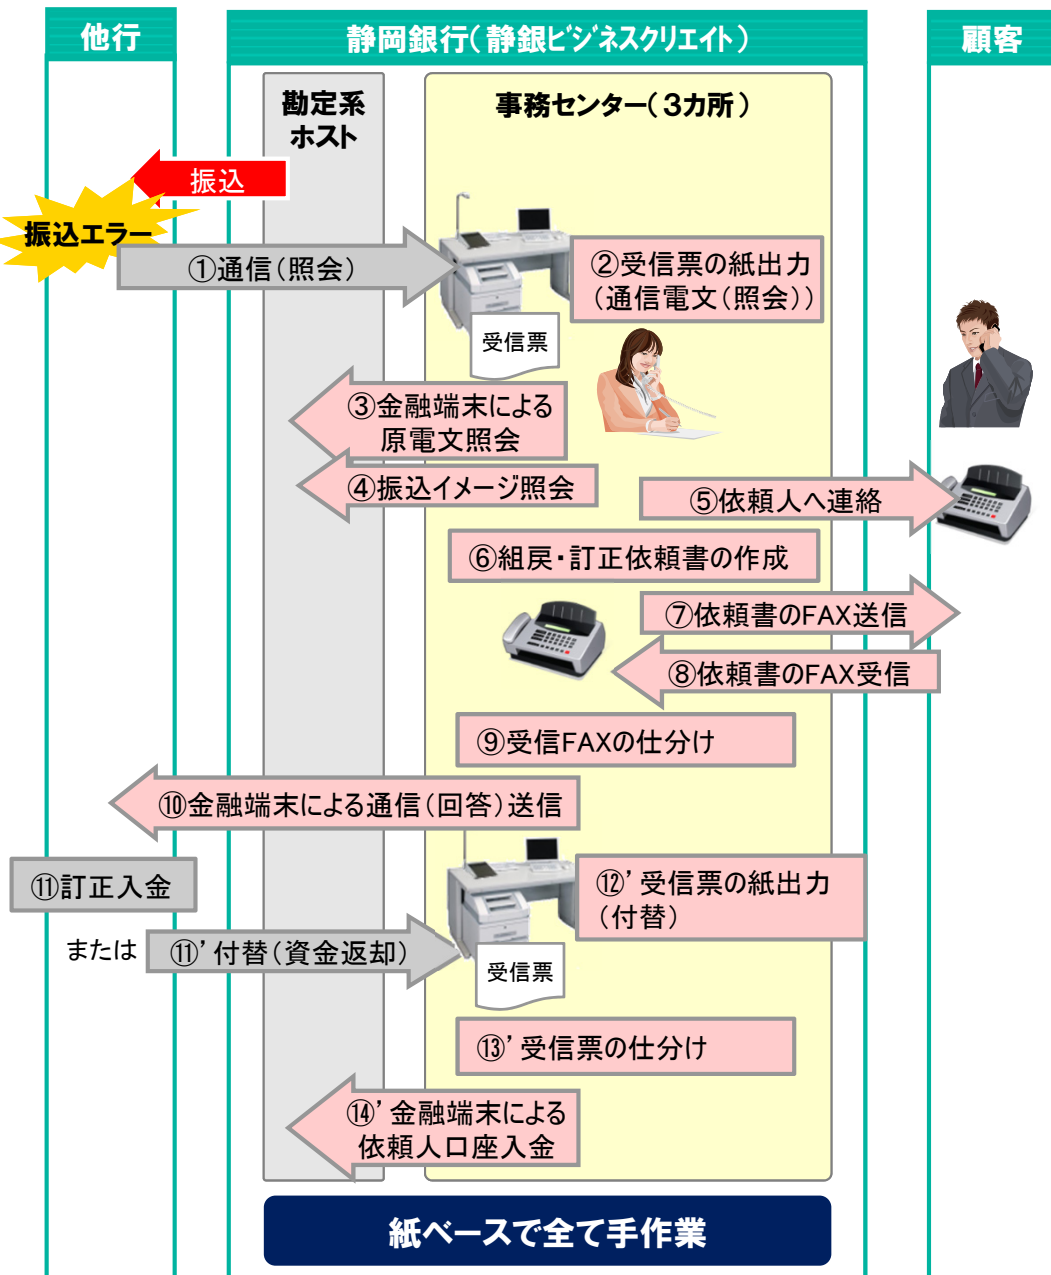 他行
静岡銀行(静銀ビジネスクリエイト)
顧客
勘定系
ホスト
事務センター(3カ所)
振込
振込エラー
①通信(照会)
②受信票の紙出力
(通信電文(照会))
受信票
③金融端末による
原電文照会
④振込イメージ照会
⑤依頼人へ連絡
⑥組戻・訂正依頼書の作成
⑦依頼書のFAX送信
⑧依頼書のFAX受信
⑨受信FAXの仕分け
⑩金融端末による通信(回答)送信
⑪訂正入金
⑫’受信票の紙出力
(付替)
または
⑪’付替(資金返却)
受信票
⑬’受信票の仕分け
⑭’金融端末による
依頼人口座入金
紙ベースで全て手作業